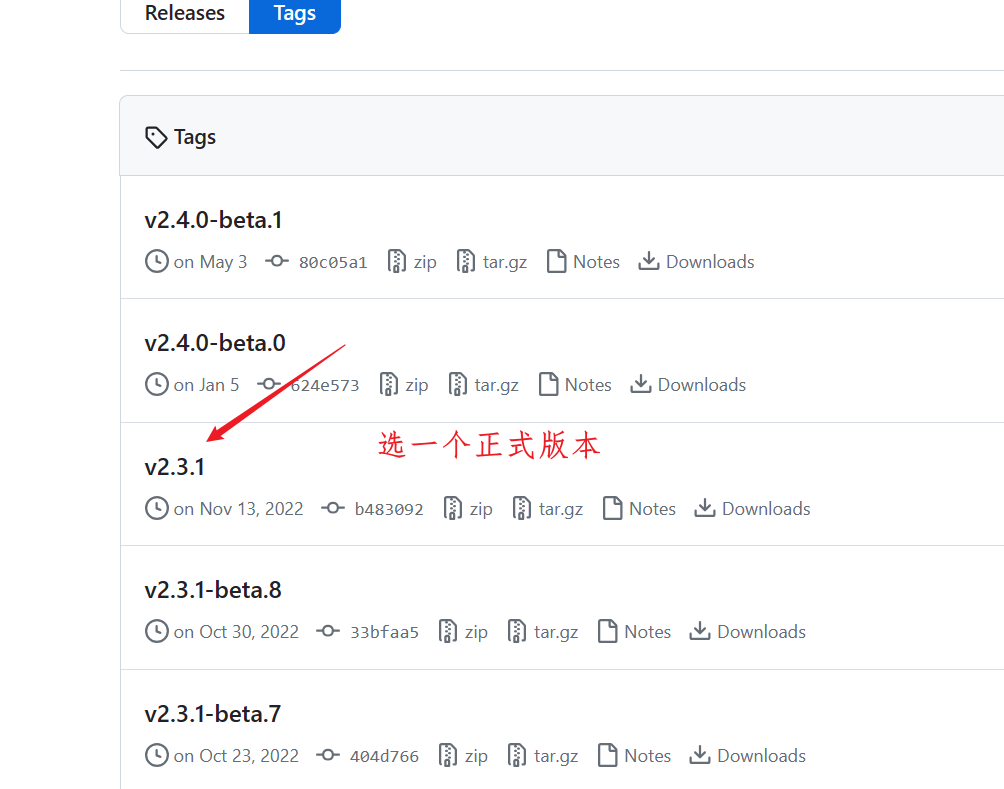 Releases Tags
Tags
v2.4.0-beta.1
on May 3 80c05a1 zip tar.gz Notes Downloads
v2.4.0-beta.0
on Jan 5 624e573 zip tar.gz Notes Downloads
选一个正式版本
v2.3.1
on Nov 13, 2022 b483092 zip tar.gz Notes Downloads
v2.3.1-beta.8
on Oct 30, 2022 33bfaa5 zip tar.gz Notes Downloads
v2.3.1-beta.7
on Oct 23, 2022 404d766 zip tar.gz Notes Downloads